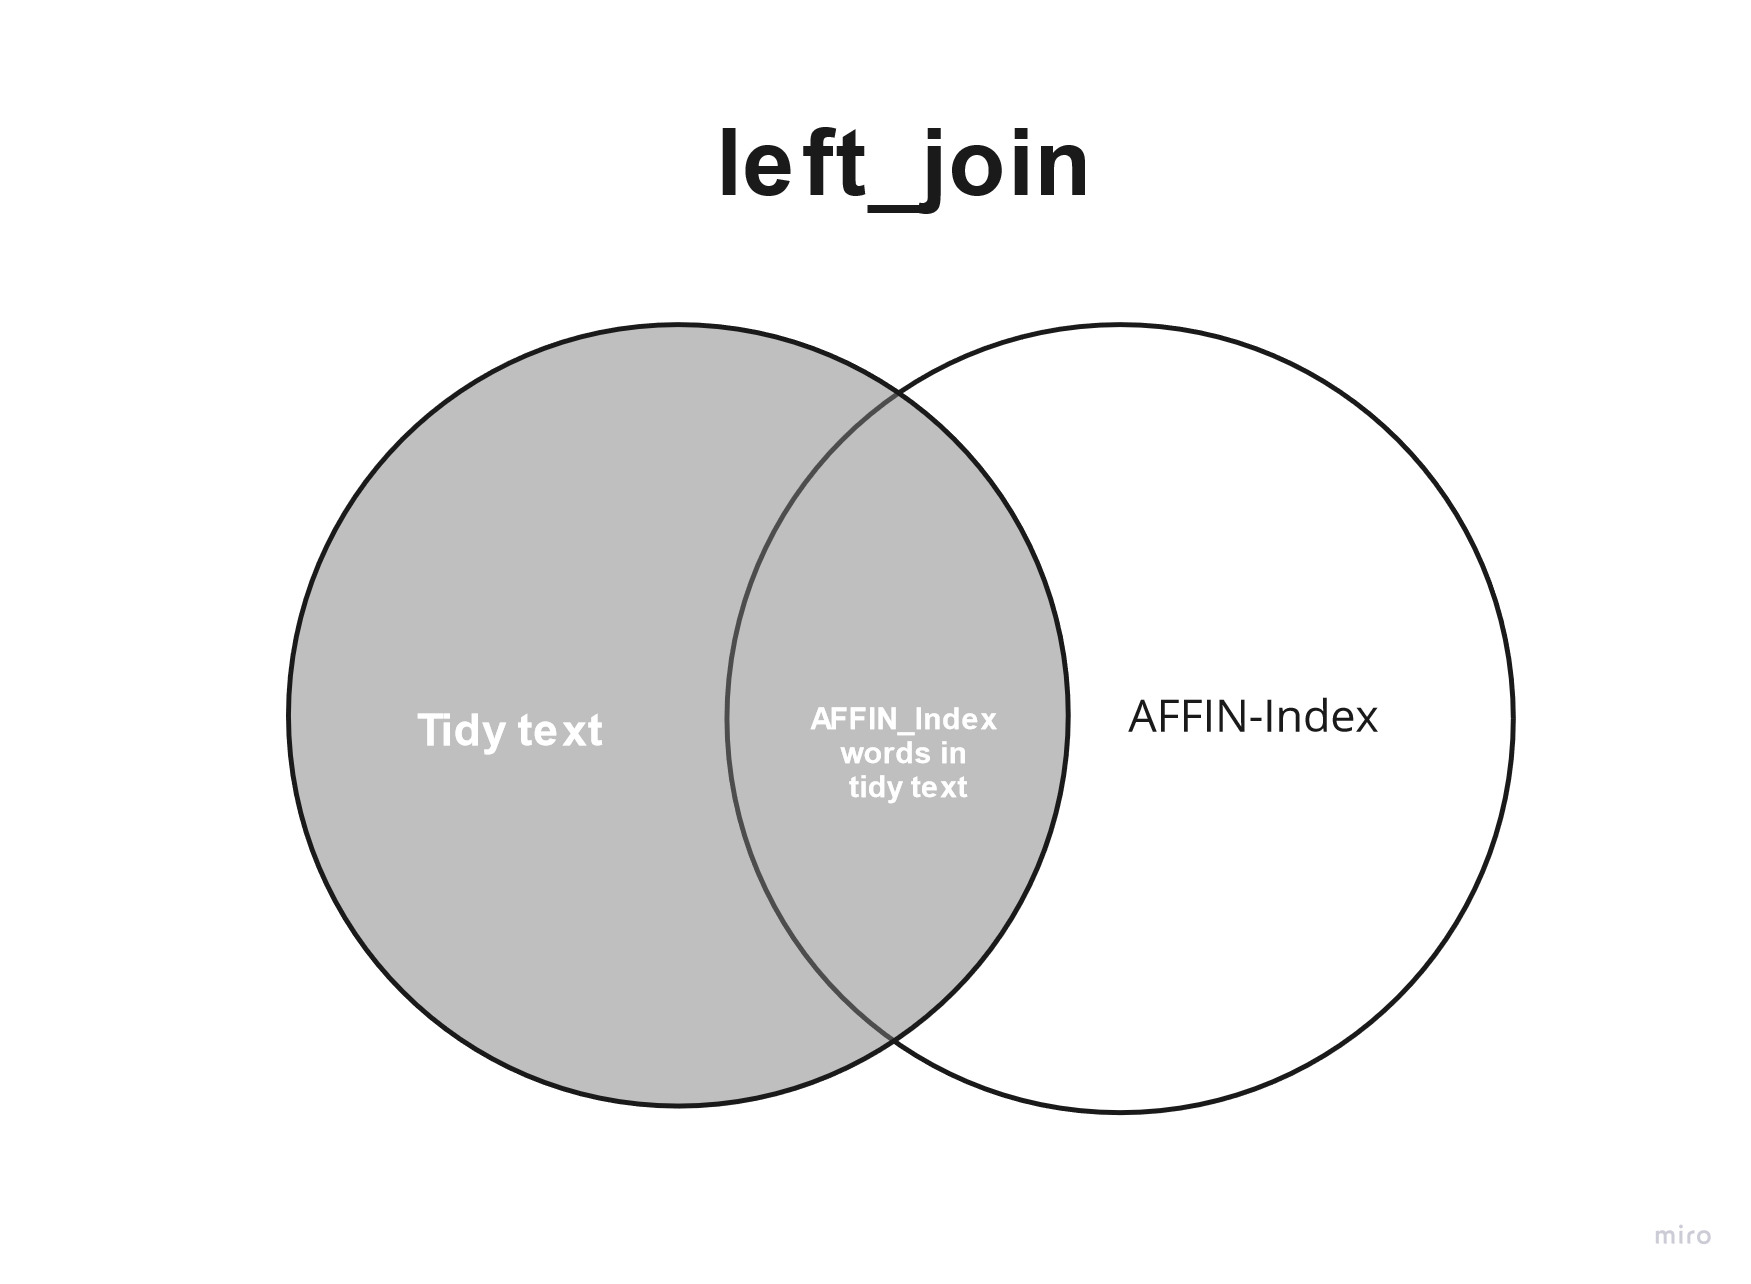 left_join
Tidy text
AFFIN_Index
words in
tidy text
AFFIN-Index
miro